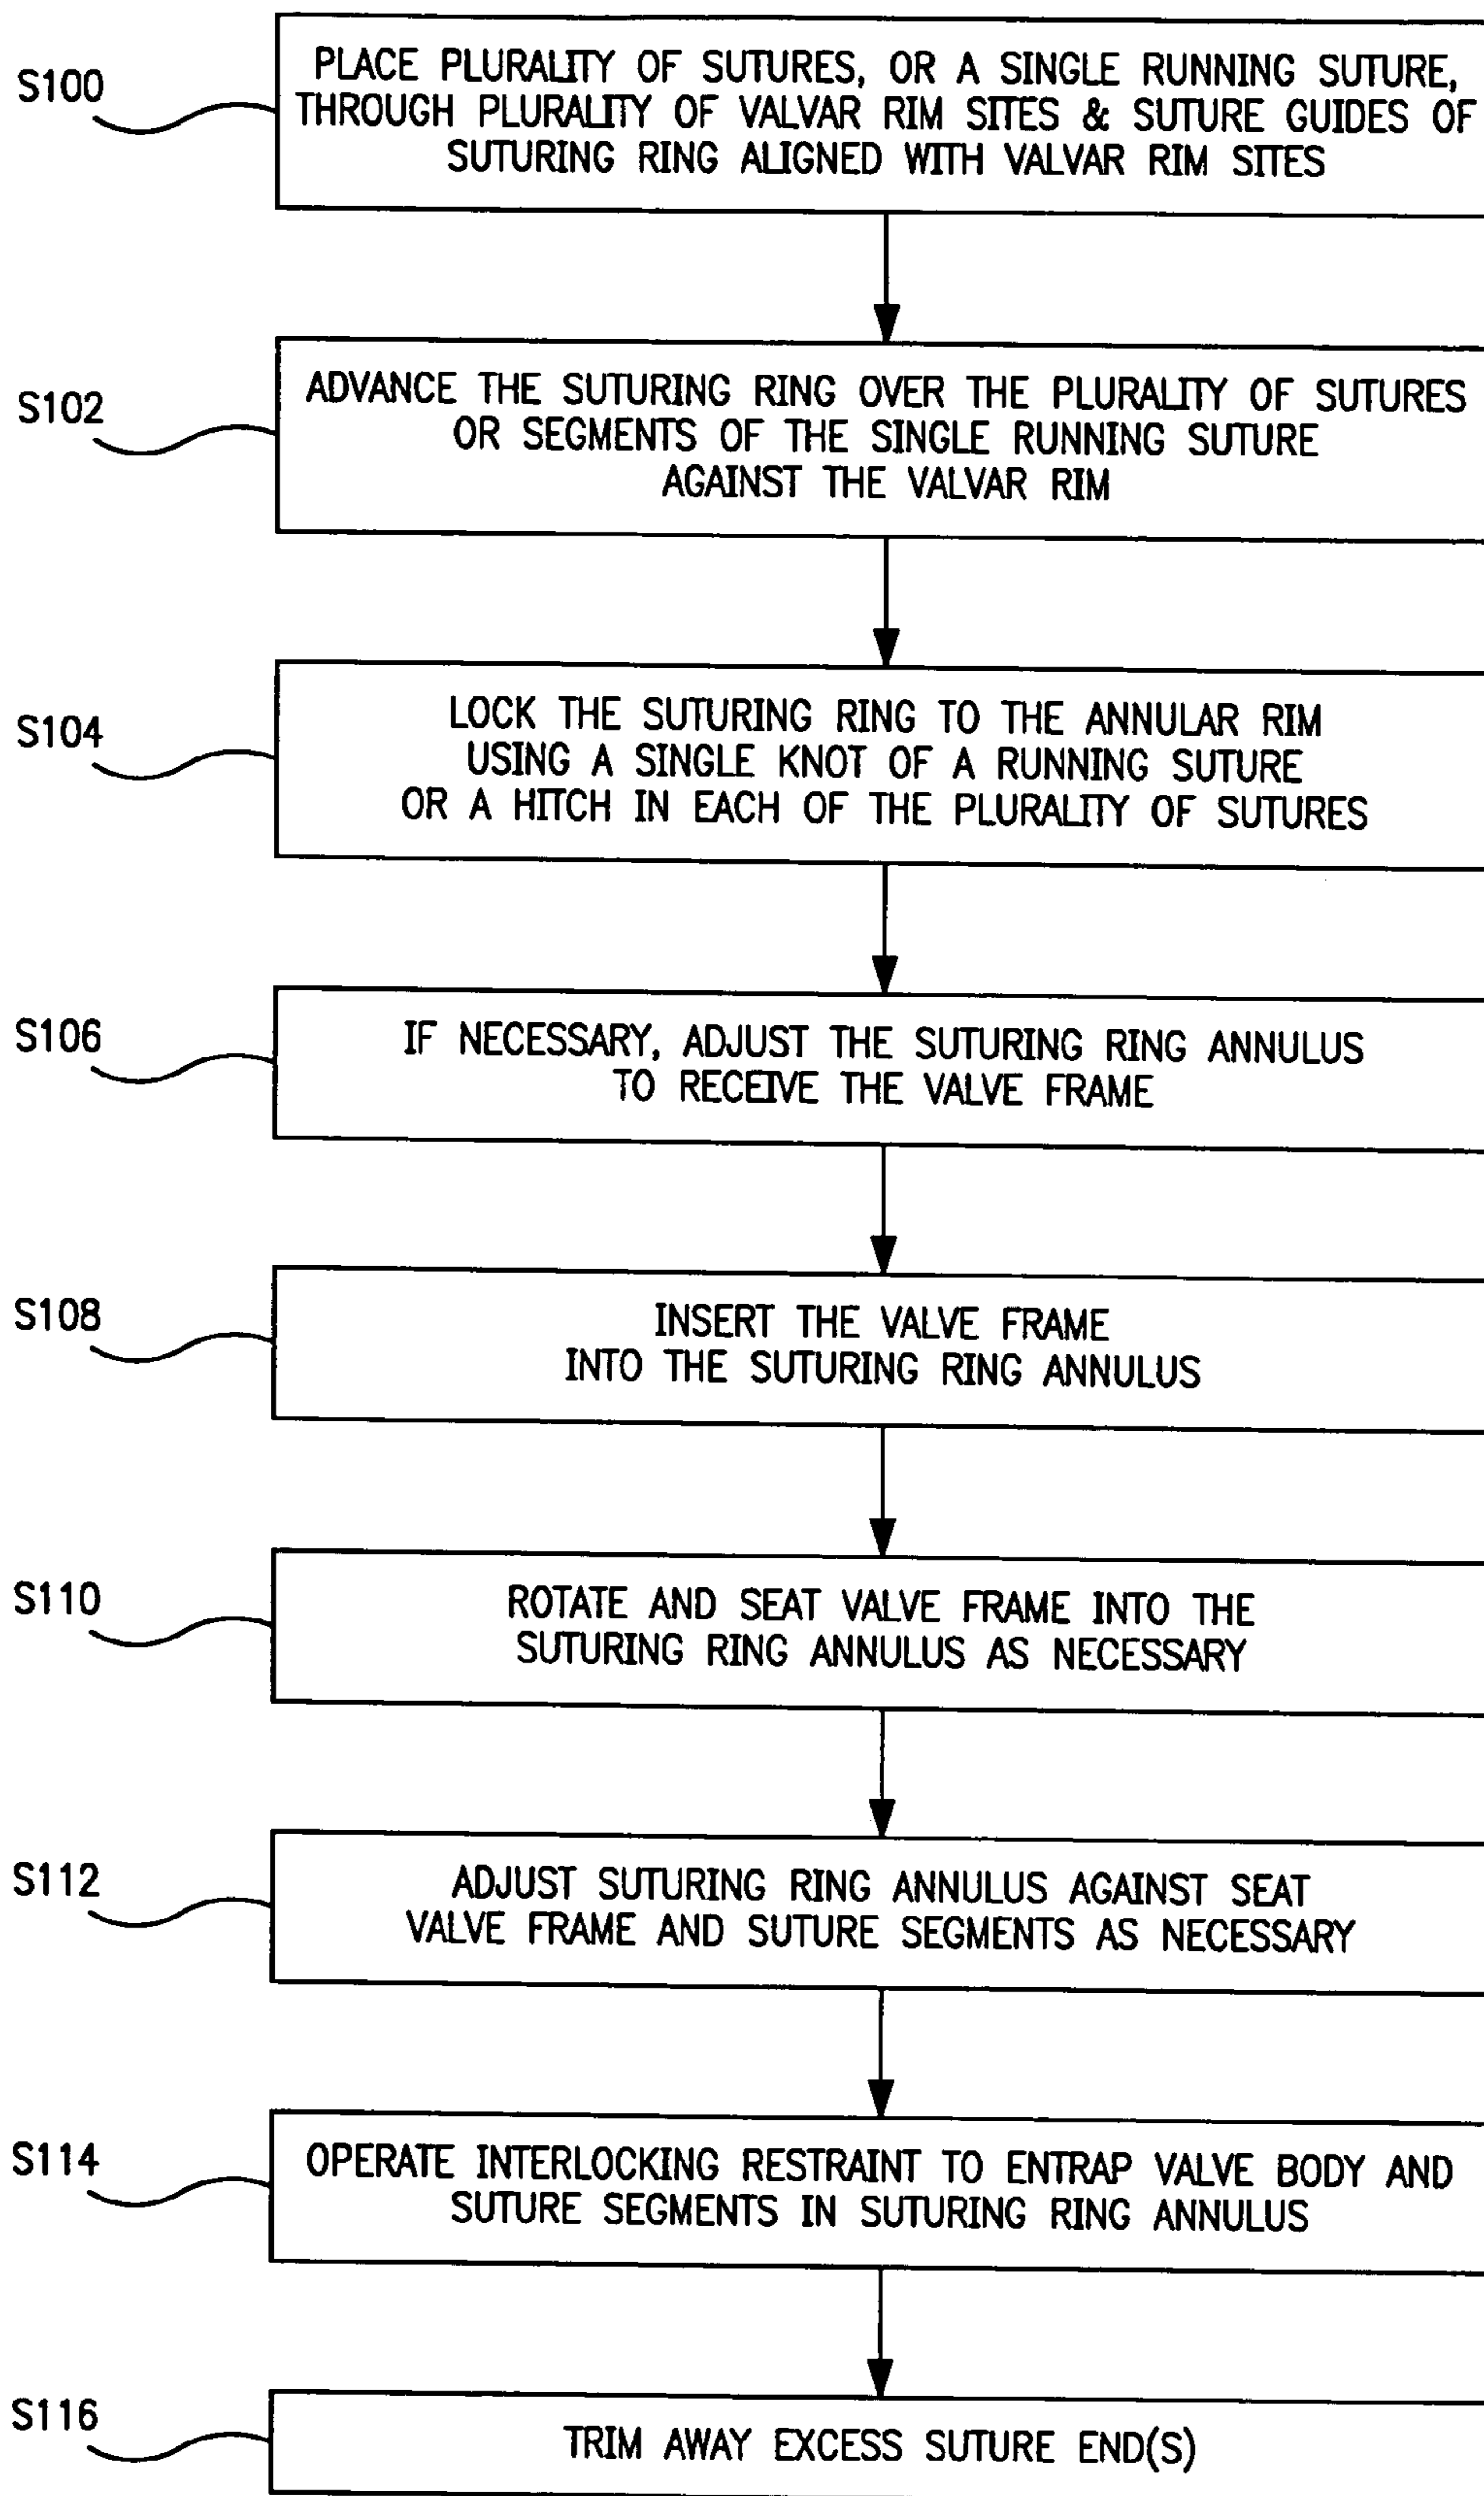 S100
PLACE PLURALITY OF SUTURES, OR A SINGLE RUNNING SUTURE,
THROUGH PLURALITY OF VALVAR RIM SITES & SUTURE GUIDES OF
SUTURING RING ALIGNED WITH VALVAR RIM SITES
S102
ADVANCE THE SUTURING RING OVER THE PLURALITY OF SUTURES
OR SEGMENTS OF THE SINGLE RUNNING SUTURE
AGAINST THE VALVAR RIM
S104
LOCK THE SUTURING RING TO THE ANNULAR RIM
USING A SINGLE KNOT OF A RUNNING SUTURE
OR A HITCH IN EACH OF THE PLURALITY OF SUTURES
S106
IF NECESSARY, ADJUST THE SUTURING RING ANNULUS
TO RECEIVE THE VALVE FRAME
S108
INSERT THE VALVE FRAME
INTO THE SUTURING RING ANNULUS
S110
ROTATE AND SEAT VALVE FRAME INTO THE
SUTURING RING ANNULUS AS NECESSARY
S112
ADJUST SUTURING RING ANNULUS AGAINST SEAT
VALVE FRAME AND SUTURE SEGMENTS AS NECESSARY
S114
OPERATE INTERLOCKING RESTRAINT TO ENTRAP VALVE BODY AND
SUTURE SEGMENTS IN SUTURING RING ANNULUS
S116
TRIM AWAY EXCESS SUTURE END(S)